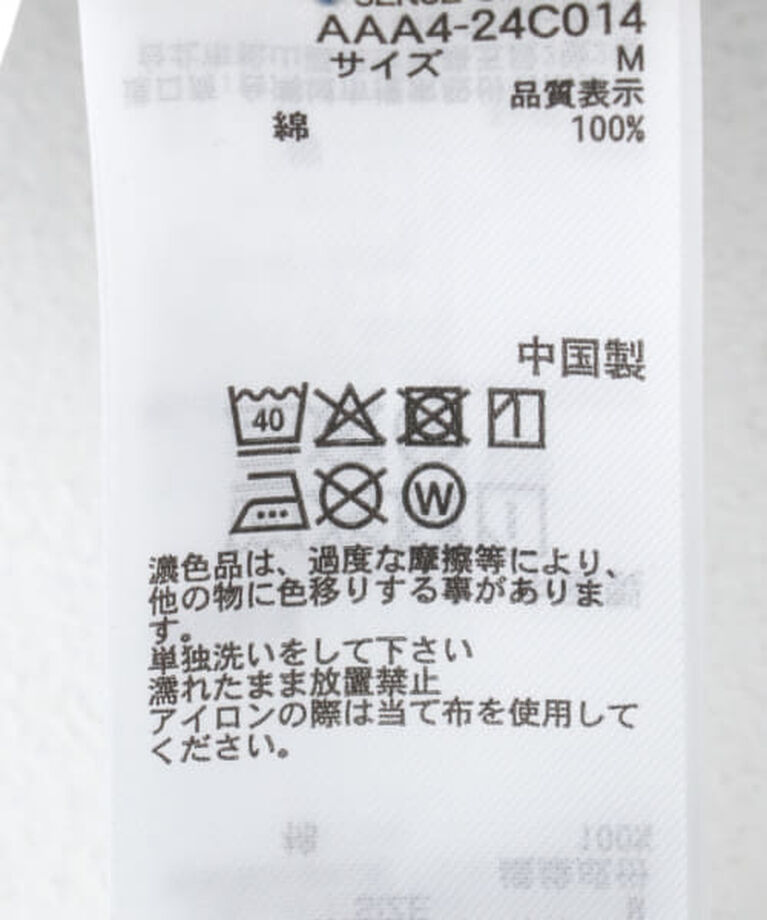 AAA4-24C014
サイズ M
品質表示
綿 100%
中国製
40
W
濃色品は、過度な摩擦等により、
他の物に色移りする事がありま
す。
単独洗いをして下さい
濡れたまま放置禁止
アイロンの際は当て布を使用して
ください。